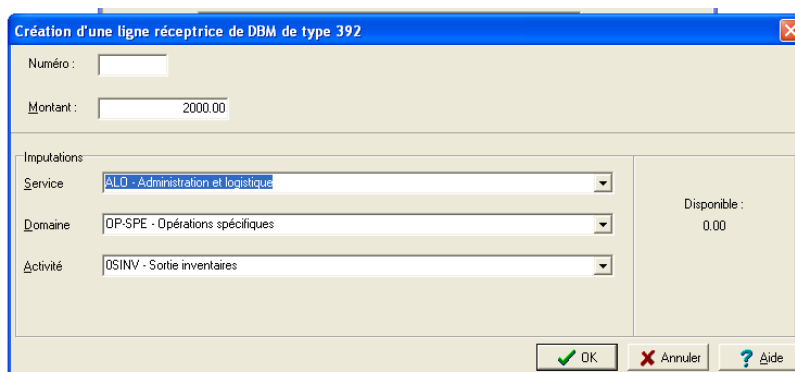 Création d'une ligne réceptrice de DBM de type 392
Numéro :
Montant : 2000.00
Imputations
Service ALO - Administration et logistique
Domaine OP-SPE - Opérations spécifiques
Activité 0SINV - Sortie inventaires
Disponible :
0.00
OK Annuler ? Aide